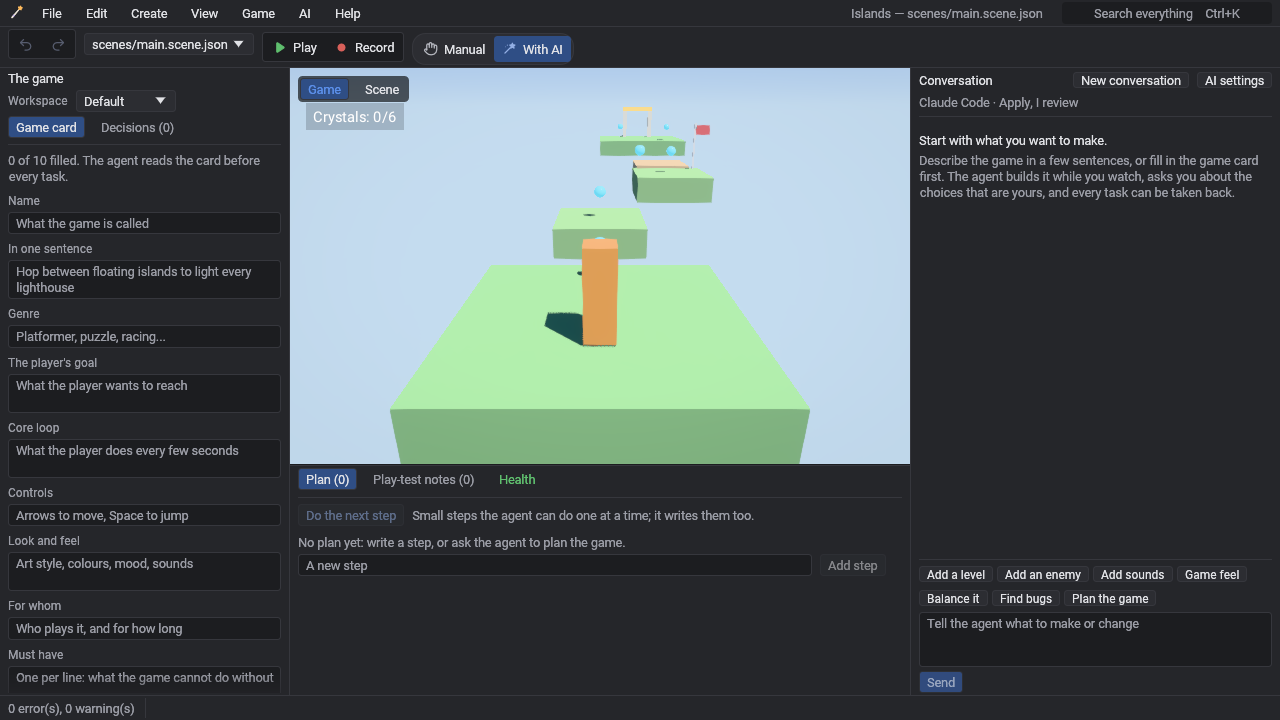 File Edit Create View Game AI Help
Islands — scenes/main.scene.json
Search everything Ctrl+K
scenes/main.scene.json
Play
Record
Manual
With AI
The game
Workspace
Default
Game card
Decisions (0)
0 of 10 filled. The agent reads the card before
every task.
Name
What the game is called
In one sentence
Hop between floating islands to light every
lighthouse
Genre
Platformer, puzzle, racing...
The player's goal
What the player wants to reach
Core loop
What the player does every few seconds
Controls
Arrows to move, Space to jump
Look and feel
Art style, colours, mood, sounds
For whom
Who plays it, and for how long
Must have
One per line: what the game cannot do without
Game
Scene
Crystals: 0/6
Plan (0)
Play-test notes (0)
Health
Do the next step
Small steps the agent can do one at a time; it writes them too.
No plan yet: write a step, or ask the agent to plan the game.
A new step
Add step
Conversation
New conversation
AI settings
Claude Code · Apply, I review
Start with what you want to make.
Describe the game in a few sentences, or fill in the game card
first. The agent builds it while you watch, asks you about the
choices that are yours, and every task can be taken back.
Add a level
Add an enemy
Add sounds
Game feel
Balance it
Find bugs
Plan the game
Tell the agent what to make or change
Send
0 error(s), 0 warning(s)